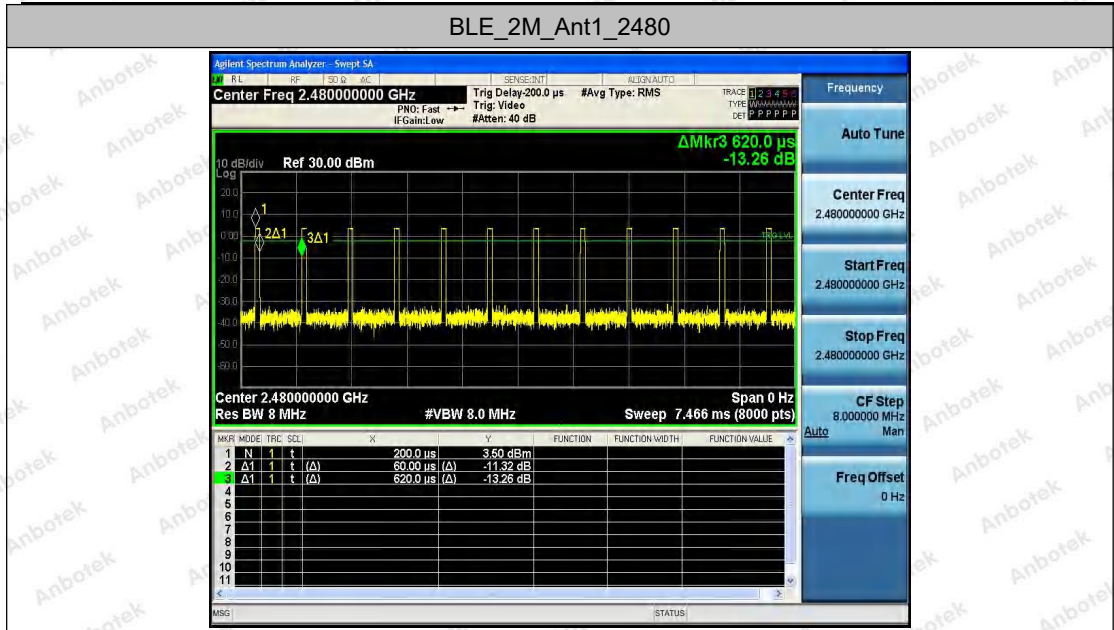 BLE_2M_Ant1_2480
Agilent Spectrum Analyzer - Swept SA
RL RF 50 Ω AC SENSE:INT ALIGNAUTO
Center Freq 2.480000000 GHz
PNO: Fast
IFGain:Low
Trig Delay-200.0 µs
Trig: Video
#Atten: 40 dB
#Avg Type: RMS
TRACE 1 2 3 4 5 6
TYPE
DET P P P P P P
ΔMkr3 620.0 µs
-13.26 dB
10 dB/div Ref 30.00 dBm
Log
20.0
10.0
0.00
-10.0
-20.0
-30.0
-40.0
-50.0
-60.0
1
2Δ1
3Δ1
TRIG LVL
Center 2.480000000 GHz Span 0 Hz
Res BW 8 MHz #VBW 8.0 MHz Sweep 7.466 ms (8000 pts)
MKR MODE TRC SCL X Y FUNCTION FUNCTION WIDTH FUNCTION VALUE
1 N 1 t 200.0 µs 3.50 dBm
2 Δ1 1 t (Δ) 60.00 µs (Δ) -11.32 dB
3 Δ1 1 t (Δ) 620.0 µs (Δ) -13.26 dB
4
5
6
7
8
9
10
11
MSG STATUS
Frequency
Auto Tune
Center Freq
2.480000000 GHz
Start Freq
2.480000000 GHz
Stop Freq
2.480000000 GHz
CF Step
8.000000 MHz
Auto Man
Freq Offset
0 Hz
Anbotek